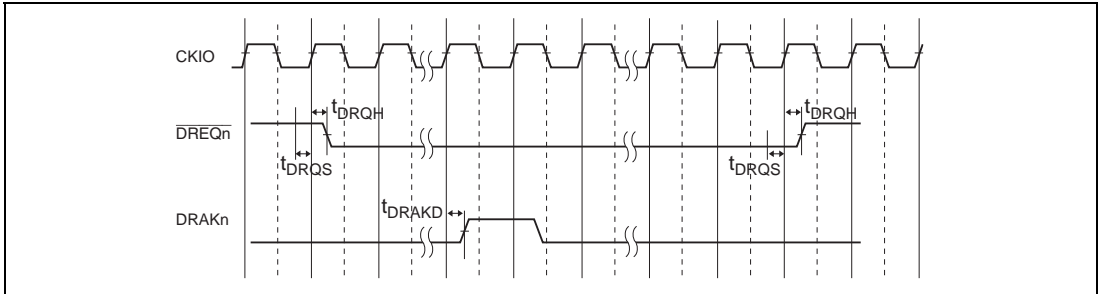 CKIO
tDRQH
tDRQH
DREQn
tDRQS
tDRQS
tDRAKD
DRAKn